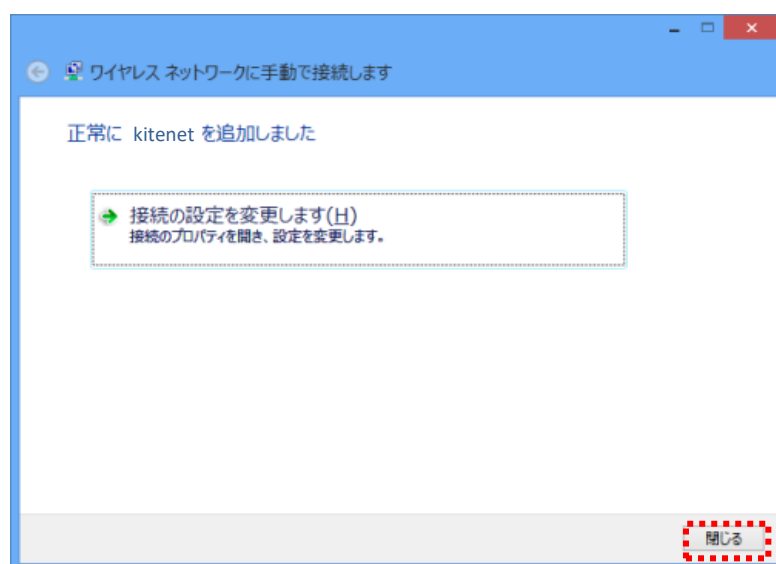 ワイヤレス ネットワークに手動で接続します
正常に kitenet を追加しました
接続の設定を変更します(H)
接続のプロパティを開き、設定を変更します。
閉じる